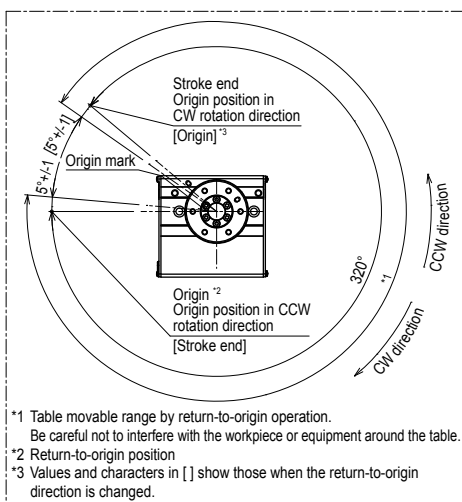 Stroke end
Origin position in
CW rotation direction
[Origin] *3
5°+/-1 [5°+/-1]
Origin mark
320°
*1
CCW direction
CW direction
Origin *2
Origin position in CCW
rotation direction
[Stroke end]
*1 Table movable range by return-to-origin operation.
Be careful not to interfere with the workpiece or equipment around the table.
*2 Return-to-origin position
*3 Values and characters in [ ] show those when the return-to-origin
direction is changed.